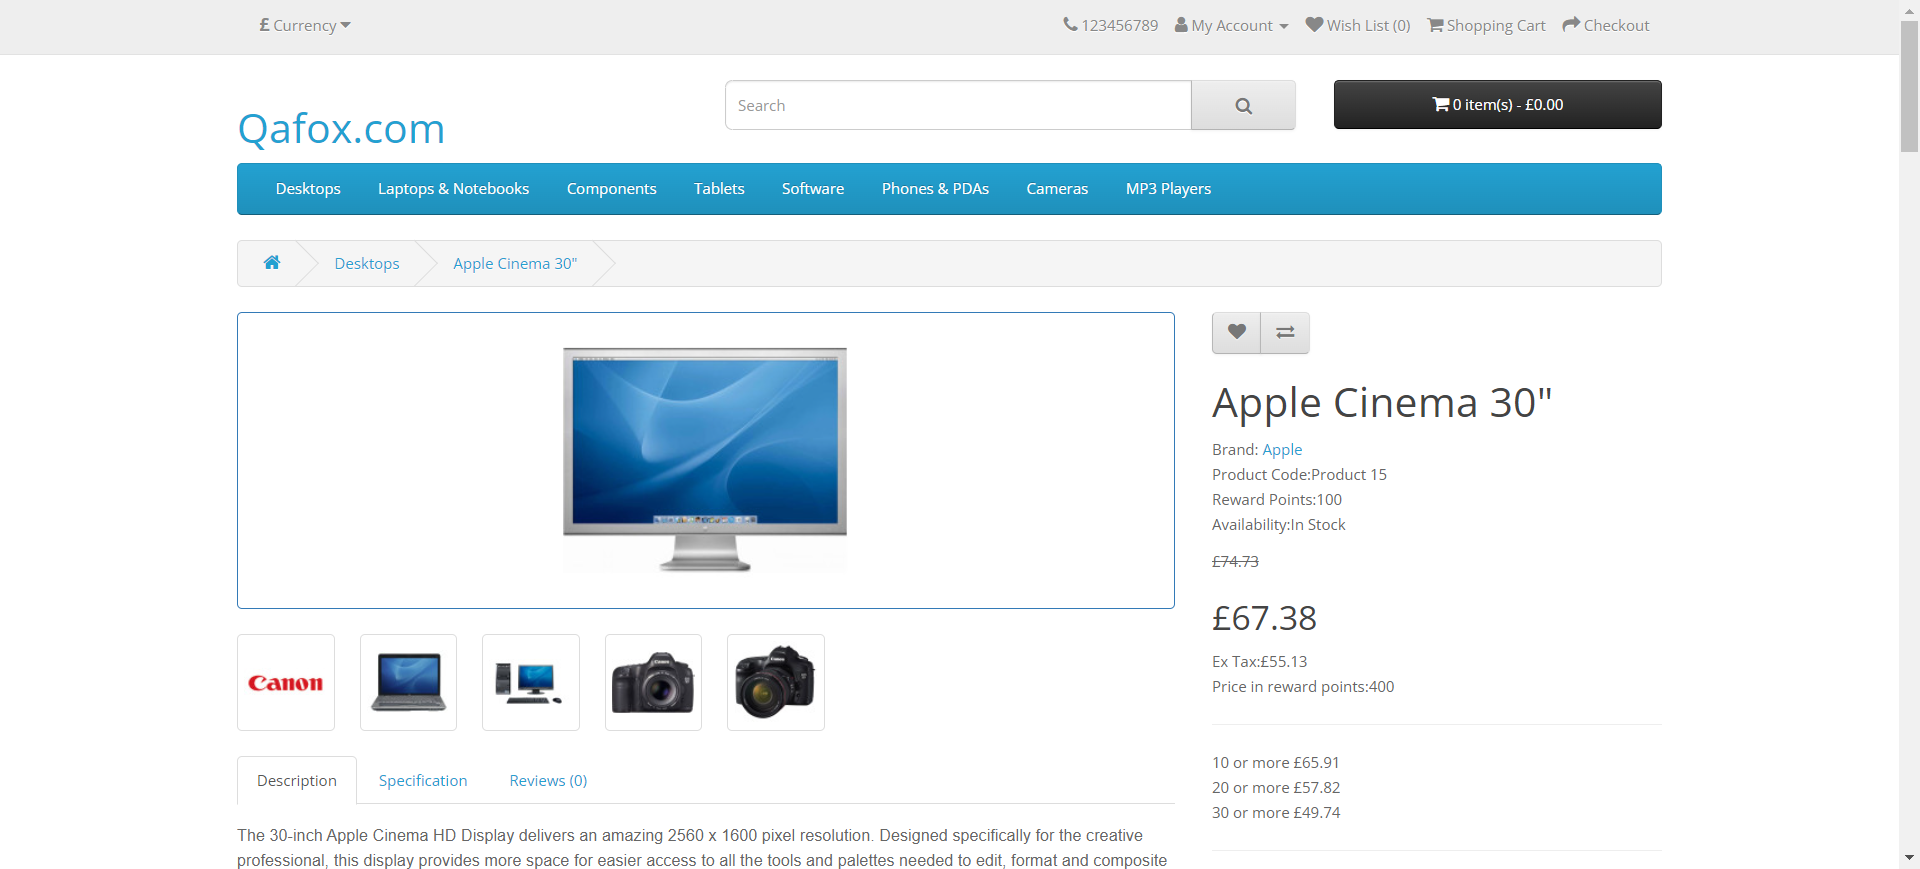 £ Currency
123456789 My Account Wish List (0) Shopping Cart Checkout
Qafox.com
Search
0 item(s) - £0.00
Desktops Laptops & Notebooks Components Tablets Software Phones & PDAs Cameras MP3 Players
Desktops Apple Cinema 30"
Apple Cinema 30"
Brand: Apple
Product Code:Product 15
Reward Points:100
Availability:In Stock
£74.73
£67.38
Ex Tax:£55.13
Price in reward points:400
10 or more £65.91
20 or more £57.82
30 or more £49.74
Canon
Description Specification Reviews (0)
The 30-inch Apple Cinema HD Display delivers an amazing 2560 x 1600 pixel resolution. Designed specifically for the creative
professional, this display provides more space for easier access to all the tools and palettes needed to edit, format and composite